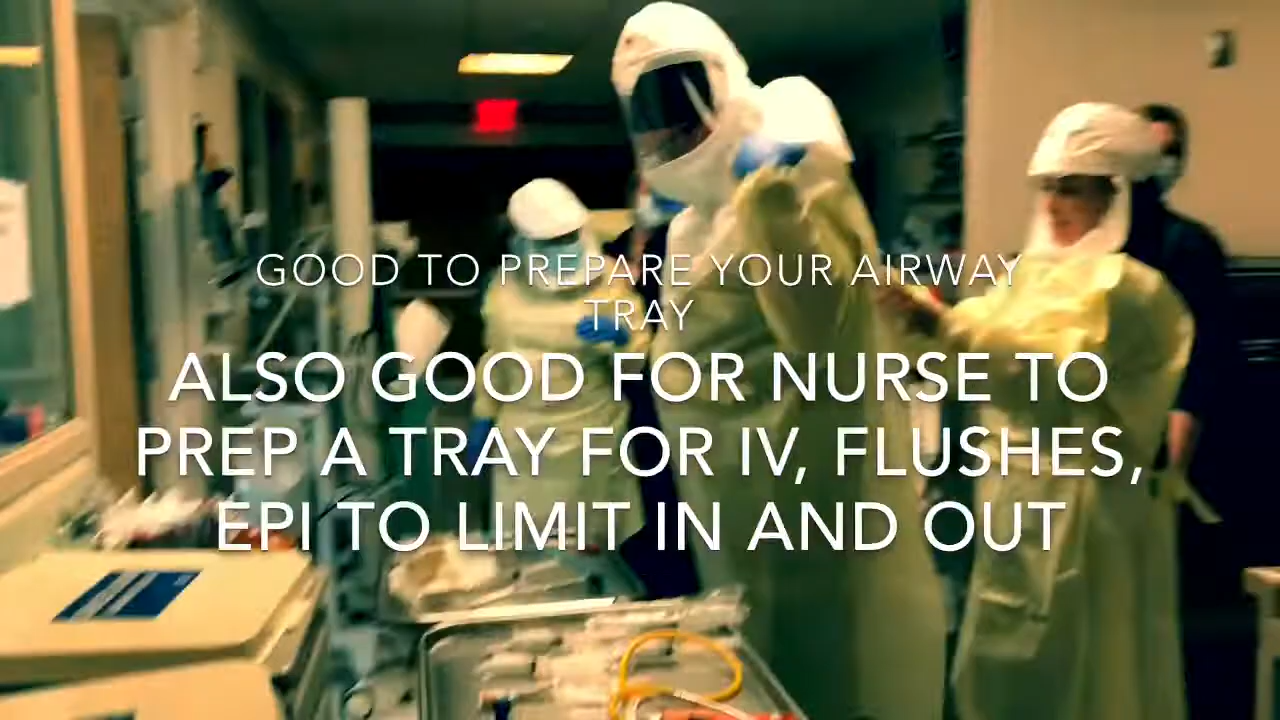 GOOD TO PREPARE YOUR AIRWAY
TRAY
ALSO GOOD FOR NURSE TO
PREP A TRAY FOR IV, FLUSHES,
EPI TO LIMIT IN AND OUT